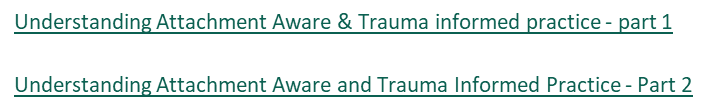 Understanding Attachment Aware & Trauma informed practice - part 1
Understanding Attachment Aware and Trauma Informed Practice - Part 2